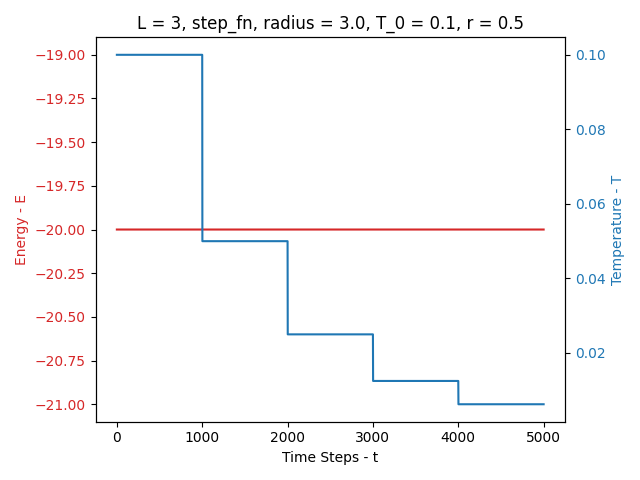 L = 3, step_fn, radius = 3.0, T_0 = 0.1, r = 0.5
Energy - E
−19.00
−19.25
−19.50
−19.75
−20.00
−20.25
−20.50
−20.75
−21.00
0.10
0.08
0.06
0.04
0.02
Temperature - T
0 1000 2000 3000 4000 5000
Time Steps - t